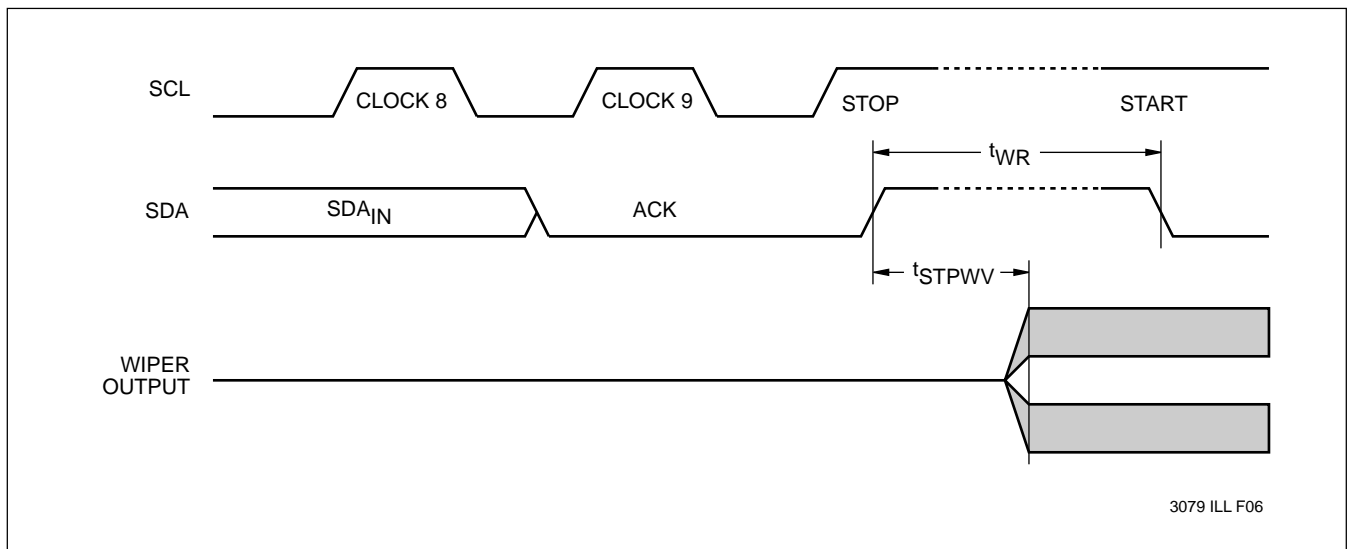 SCL
CLOCK 8
CLOCK 9
STOP
START
tWR
SDA
SDAIN
ACK
tSTPWV
WIPER
OUTPUT
3079 ILL F06